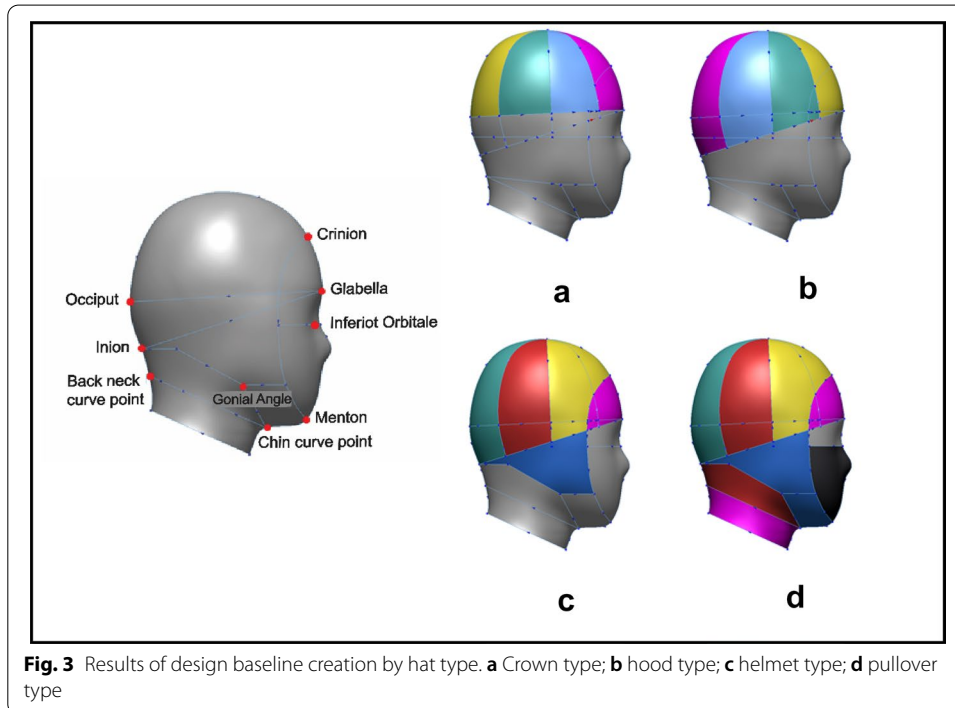 Crinion
Glabella
Occiput
Inferiot Orbitale
Inion
Back neck
curve point
Gonial Angle
Menton
Chin curve point
a
b
c
d
Fig. 3 Results of design baseline creation by hat type. a Crown type; b hood type; c helmet type; d pullover
type